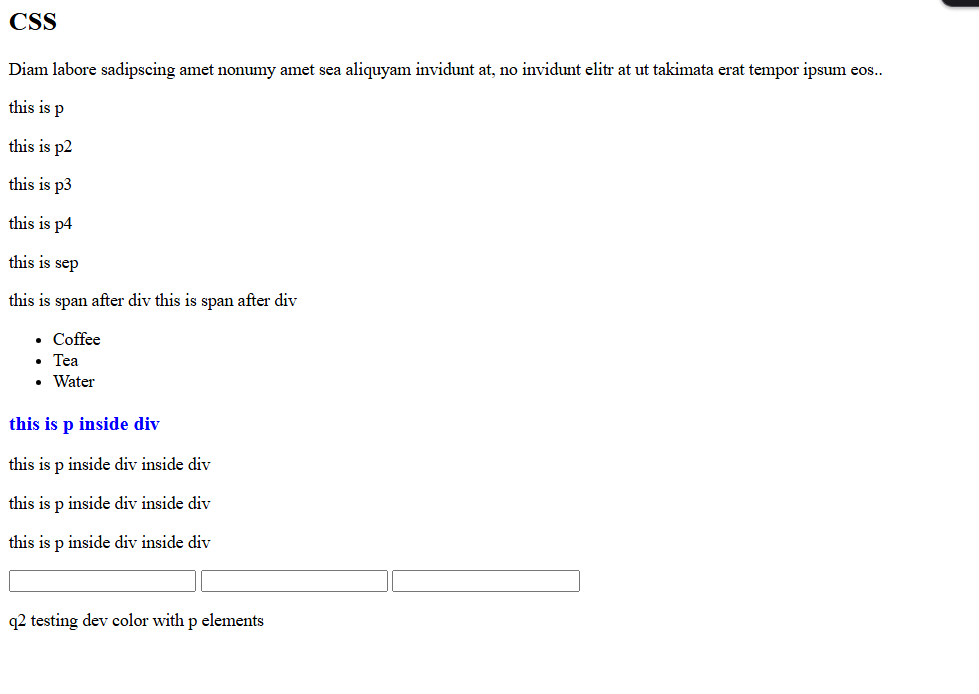 CSS
Diam labore sadipscing amet nonumy amet sea aliquyam invidunt at, no invidunt elitr at ut takimata erat tempor ipsum eos..
this is p
this is p2
this is p3
this is p4
this is sep
this is span after div this is span after div
Coffee
Tea
Water
this is p inside div
this is p inside div inside div
this is p inside div inside div
this is p inside div inside div
q2 testing dev color with p elements